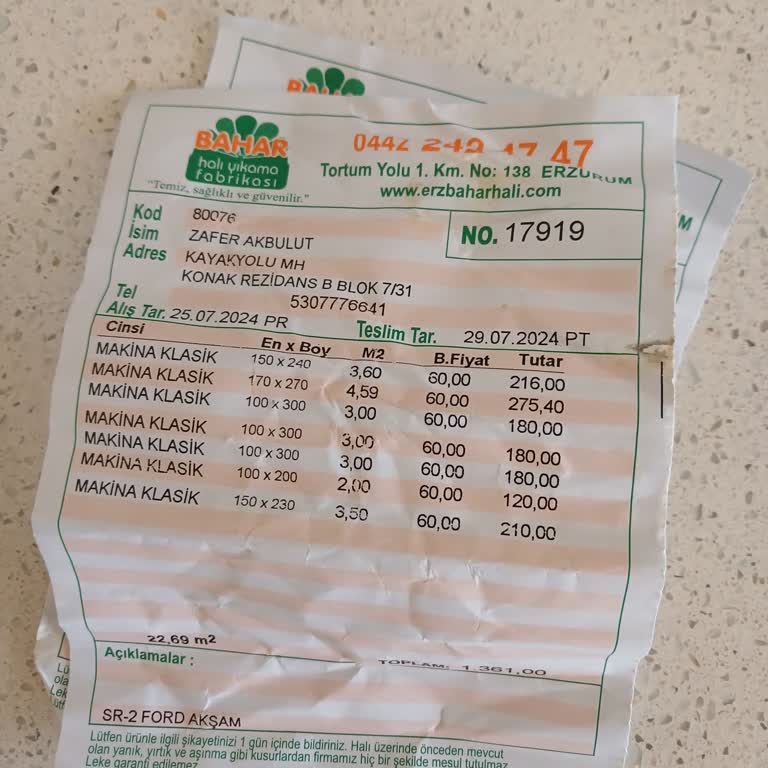 BAHAR
halı yıkama
fabrikası
"Temiz, sağlıklı ve güvenilir."
0442 242 17 47
Tortum Yolu 1. Km. No: 138 ERZURUM
www.erzbaharhali.com
Kod 80076
İsim ZAFER AKBULUT
NO. 17919
Adres KAYAKYOLU MH
KONAK REZİDANS B BLOK 7/31
Tel 5307776641
Alış Tar. 25.07.2024 PR Teslim Tar. 29.07.2024 PT
Cinsi En x Boy M2 B.Fiyat Tutar
MAKİNA KLASİK 150 x 240 3,60 60,00 216,00
MAKİNA KLASİK 170 x 270 4,59 60,00 275,40
MAKİNA KLASİK 100 x 300 3,00 60,00 180,00
MAKİNA KLASİK 100 x 300 3,00 60,00 180,00
MAKİNA KLASİK 100 x 300 3,00 60,00 180,00
MAKİNA KLASİK 100 x 200 2,00 60,00 120,00
MAKİNA KLASİK 150 x 230 3,50 60,00 210,00
22,69 m2
TOPLAM: 1.361,00
Açıklamalar :
SR-2 FORD AKŞAM
Lütfen ürünle ilgili şikayetinizi 1 gün içinde bildiriniz. Halı üzerinde önceden mevcut
olan yanık, yırtık ve aşınma gibi kusurlardan firmamız hiç bir şekilde mesul tutulmaz
Leke garanti edilemez